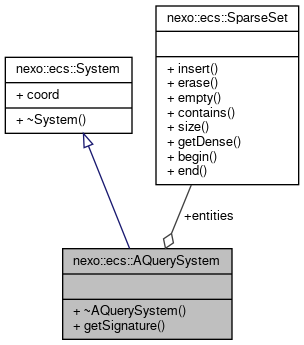 nexo::ecs::SparseSet
+ insert()
+ erase()
+ empty()
+ contains()
+ size()
+ getDense()
+ begin()
+ end()
nexo::ecs::System
+ coord
+ ~System()
+entities
nexo::ecs::AQuerySystem
+ ~AQuerySystem()
+ getSignature()